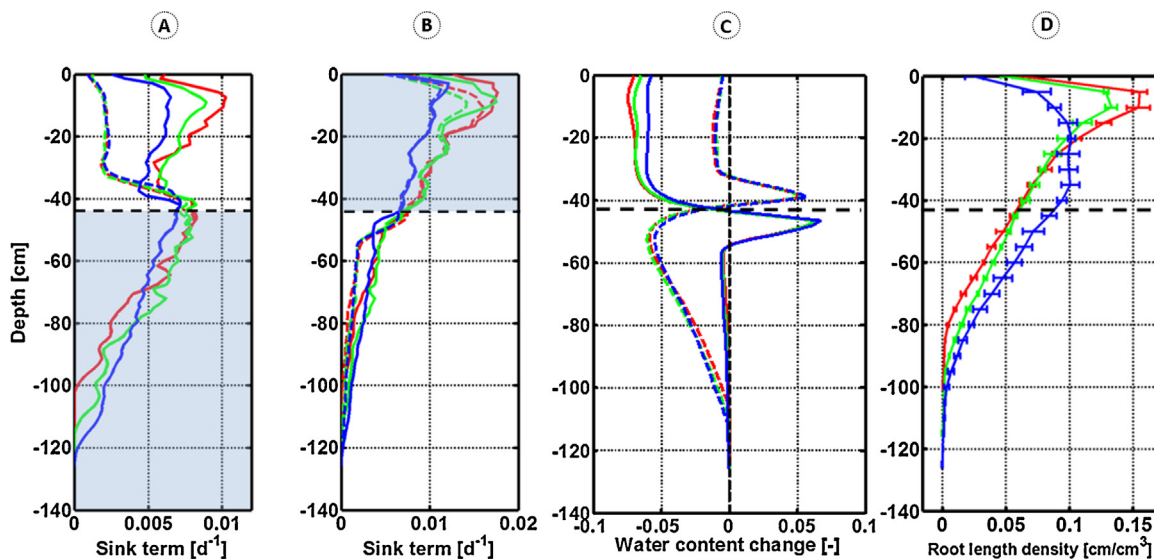 A B C D
0 0 0 0
-20 -20 -20 -20
-40 -40 -40 -40
-60 -60 -60 -60
-80 -80 -80 -80
-100 -100 -100 -100
-120 -120 -120 -120
-140 -140 -140 -140
Depth [cm]
0 0.005 0.01 0 0.01 0.02 -0.1 -0.05 0 0.05 0.1 0 0.05 0.1 0.15
Sink term [d⁻¹] Sink term [d⁻¹] Water content change [-] Root length density [cm/cm³]